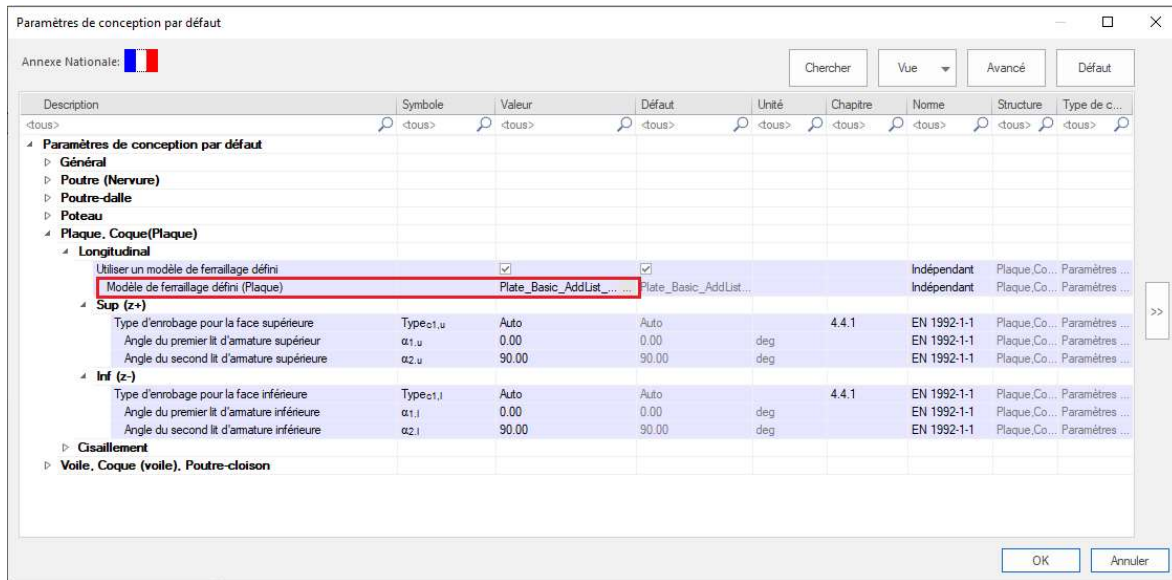 Paramètres de conception par défaut
Annexe Nationale:
Chercher Vue Avancé Défaut
Description Symbole Valeur Défaut Unité Chapitre Norme Structure Type de c...
<tous> <tous> <tous> <tous> <tous> <tous> <tous> <tous> <tous>
Paramètres de conception par défaut
Général
Poutre (Nervure)
Poutre-dalle
Poteau
Plaque, Coque(Plaque)
Longitudinal
Utiliser un modèle de ferraillage défini Indépendant Plaque,Co... Paramètres ...
Modèle de ferraillage défini (Plaque) Plate_Basic_AddList_... ... Plate_Basic_AddList... Indépendant Plaque,Co... Paramètres ...
Sup (z+)
Type d'enrobage pour la face supérieure Typec1,u Auto Auto 4.4.1 EN 1992-1-1 Plaque,Co... Paramètres ...
Angle du premier lit d'armature supérieur α1,u 0.00 0.00 deg EN 1992-1-1 Plaque,Co... Paramètres ...
Angle du second lit d'armature supérieure α2,u 90.00 90.00 deg EN 1992-1-1 Plaque,Co... Paramètres ...
Inf (z-)
Type d'enrobage pour la face inférieure Typec1,l Auto Auto 4.4.1 EN 1992-1-1 Plaque,Co... Paramètres ...
Angle du premier lit d'armature inférieure α1,l 0.00 0.00 deg EN 1992-1-1 Plaque,Co... Paramètres ...
Angle du second lit d'armature inférieure α2,l 90.00 90.00 deg EN 1992-1-1 Plaque,Co... Paramètres ...
Cisaillement
Voile, Coque (voile), Poutre-cloison
>>
OK Annuler